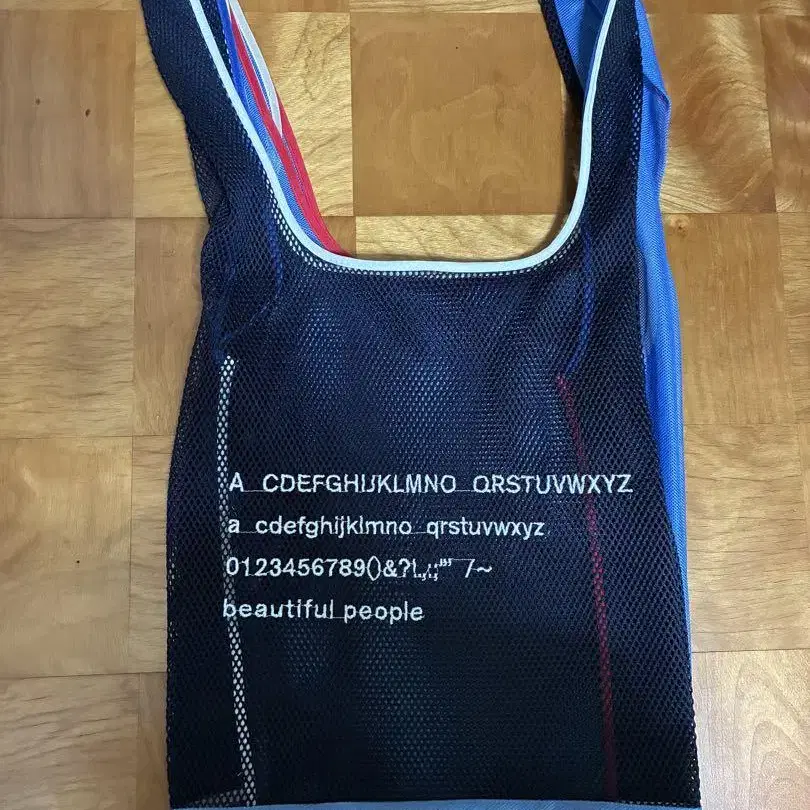 A CDEFGHIJKLMNO QRSTUVWXYZ
a cdefghijklmno qrstuvwxyz
0123456789()&?!.,:;"" /~
beautiful people